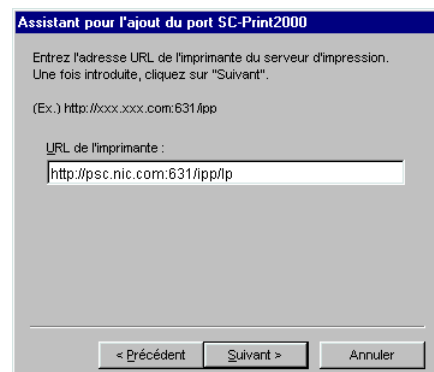 Assistant pour l'ajout du port SC-Print2000
Entrez l'adresse URL de l'imprimante du serveur d'impression.
Une fois introduite, cliquez sur "Suivant".
(Ex.) http://xxx.xxx.com:631/ipp
URL de l'imprimante :
http://psc.nic.com:631/ipp/lp
< Précédent Suivant > Annuler